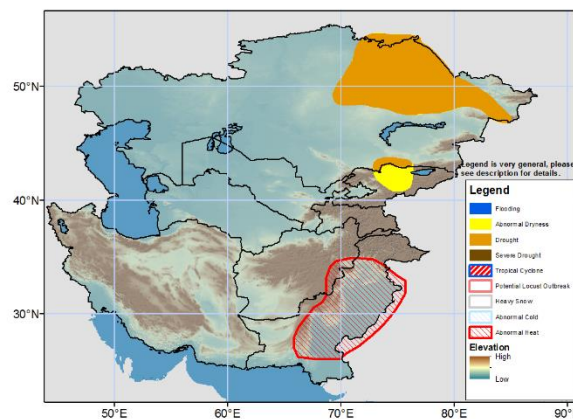 50°N
40°N
30°N
50°E
60°E
70°E
80°E
90°E
Legend is very general, please
see description for details.
Legend
Flooding
Abnormal Dryness
Drought
Severe Drought
Tropical Cyclone
Potential Locust Outbreak
Heavy Snow
Abnormal Cold
Abnormal Heat
Elevation
High
Low